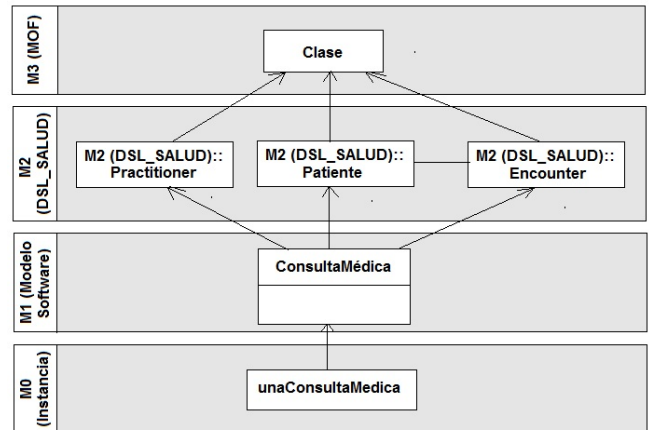 M3 (MOF)
Clase
M2
(DSL_SALUD)
M2 (DSL_SALUD)::
Practitioner
M2 (DSL_SALUD)::
Patiente
M2 (DSL_SALUD)::
Encounter
M1 (Modelo
Software)
ConsultaMédica
M0
(Instancia)
unaConsultaMedica